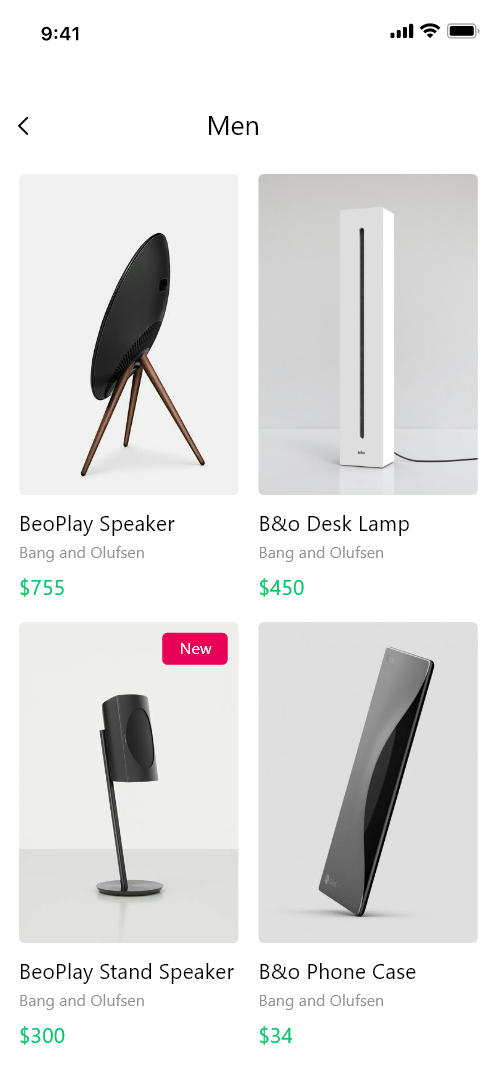 9:41
Men
BeoPlay Speaker
Bang and Olufsen
$755
B&o Desk Lamp
Bang and Olufsen
$450
New
BeoPlay Stand Speaker
Bang and Olufsen
$300
B&o Phone Case
Bang and Olufsen
$34